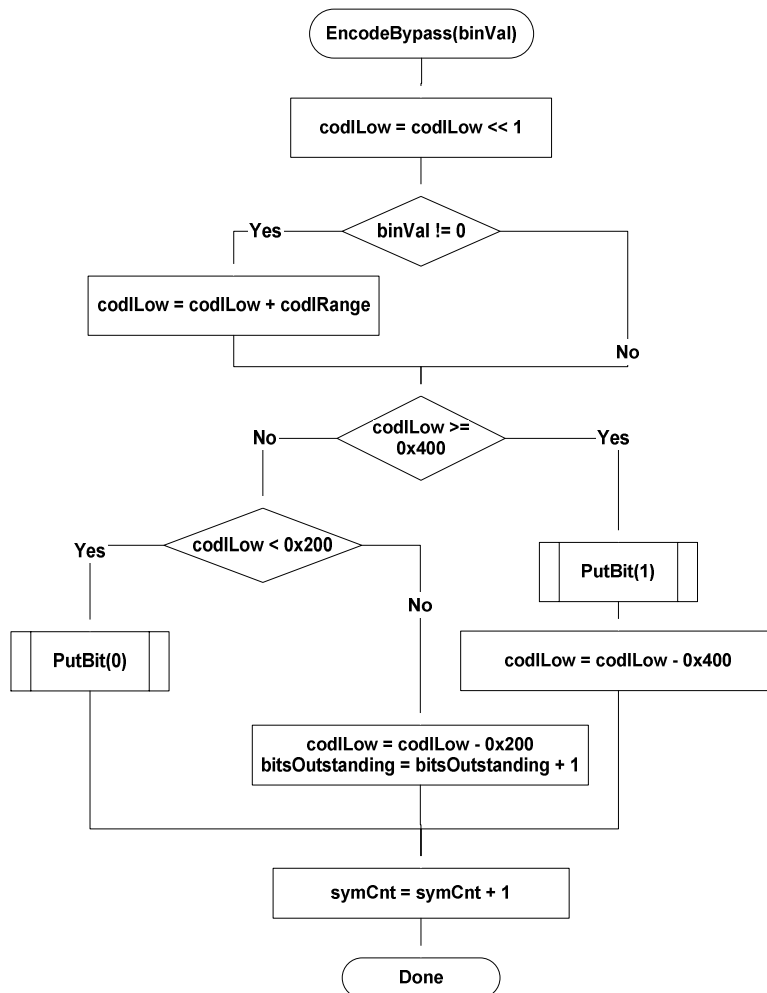 EncodeBypass(binVal)
codILow = codILow << 1
Yes
binVal != 0
codILow = codILow + codIRange
No
No
codILow >=
0x400
Yes
Yes
codILow < 0x200
PutBit(1)
No
PutBit(0)
codILow = codILow - 0x400
codILow = codILow - 0x200
bitsOutstanding = bitsOutstanding + 1
symCnt = symCnt + 1
Done